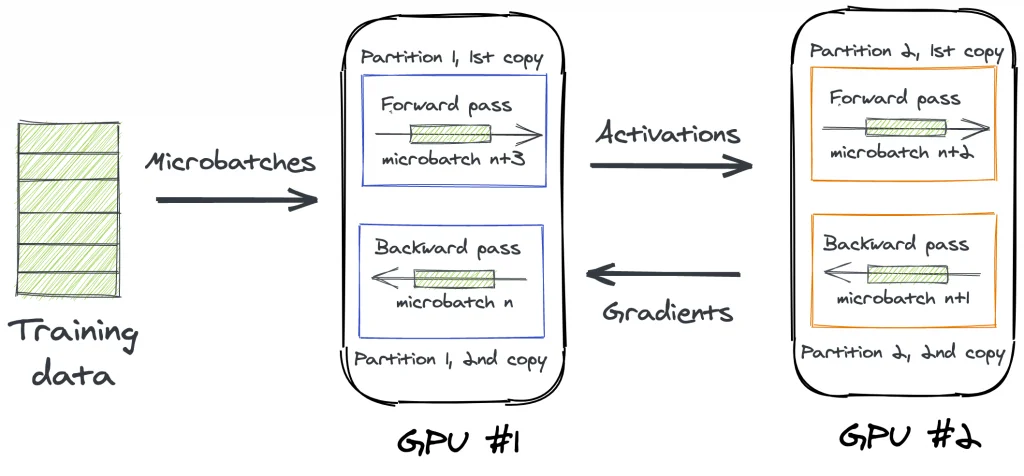 Training
data
Microbatches
Partition 1, 1st copy
Forward pass
microbatch n+3
Backward pass
microbatch n
Partition 1, 2nd copy
GPU #1
Activations
Gradients
Partition 2, 1st copy
Forward pass
microbatch n+2
Backward pass
microbatch n+1
Partition 2, 2nd copy
GPU #2